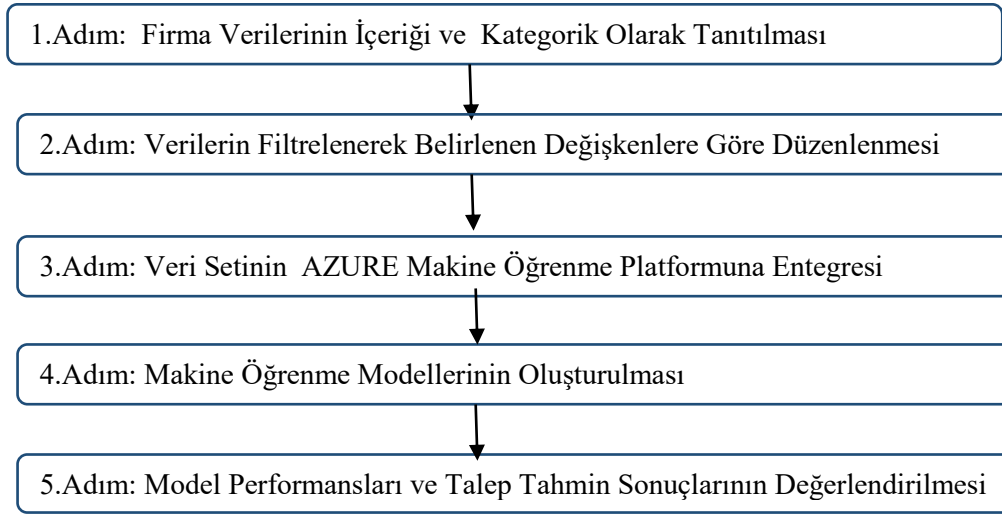 1.Adım: Firma Verilerinin İçeriği ve Kategorik Olarak Tanıtılması
2.Adım: Verilerin Filtrelenerek Belirlenen Değişkenlere Göre Düzenlenmesi
3.Adım: Veri Setinin AZURE Makine Öğrenme Platformuna Entegresi
4.Adım: Makine Öğrenme Modellerinin Oluşturulması
5.Adım: Model Performansları ve Talep Tahmin Sonuçlarının Değerlendirilmesi